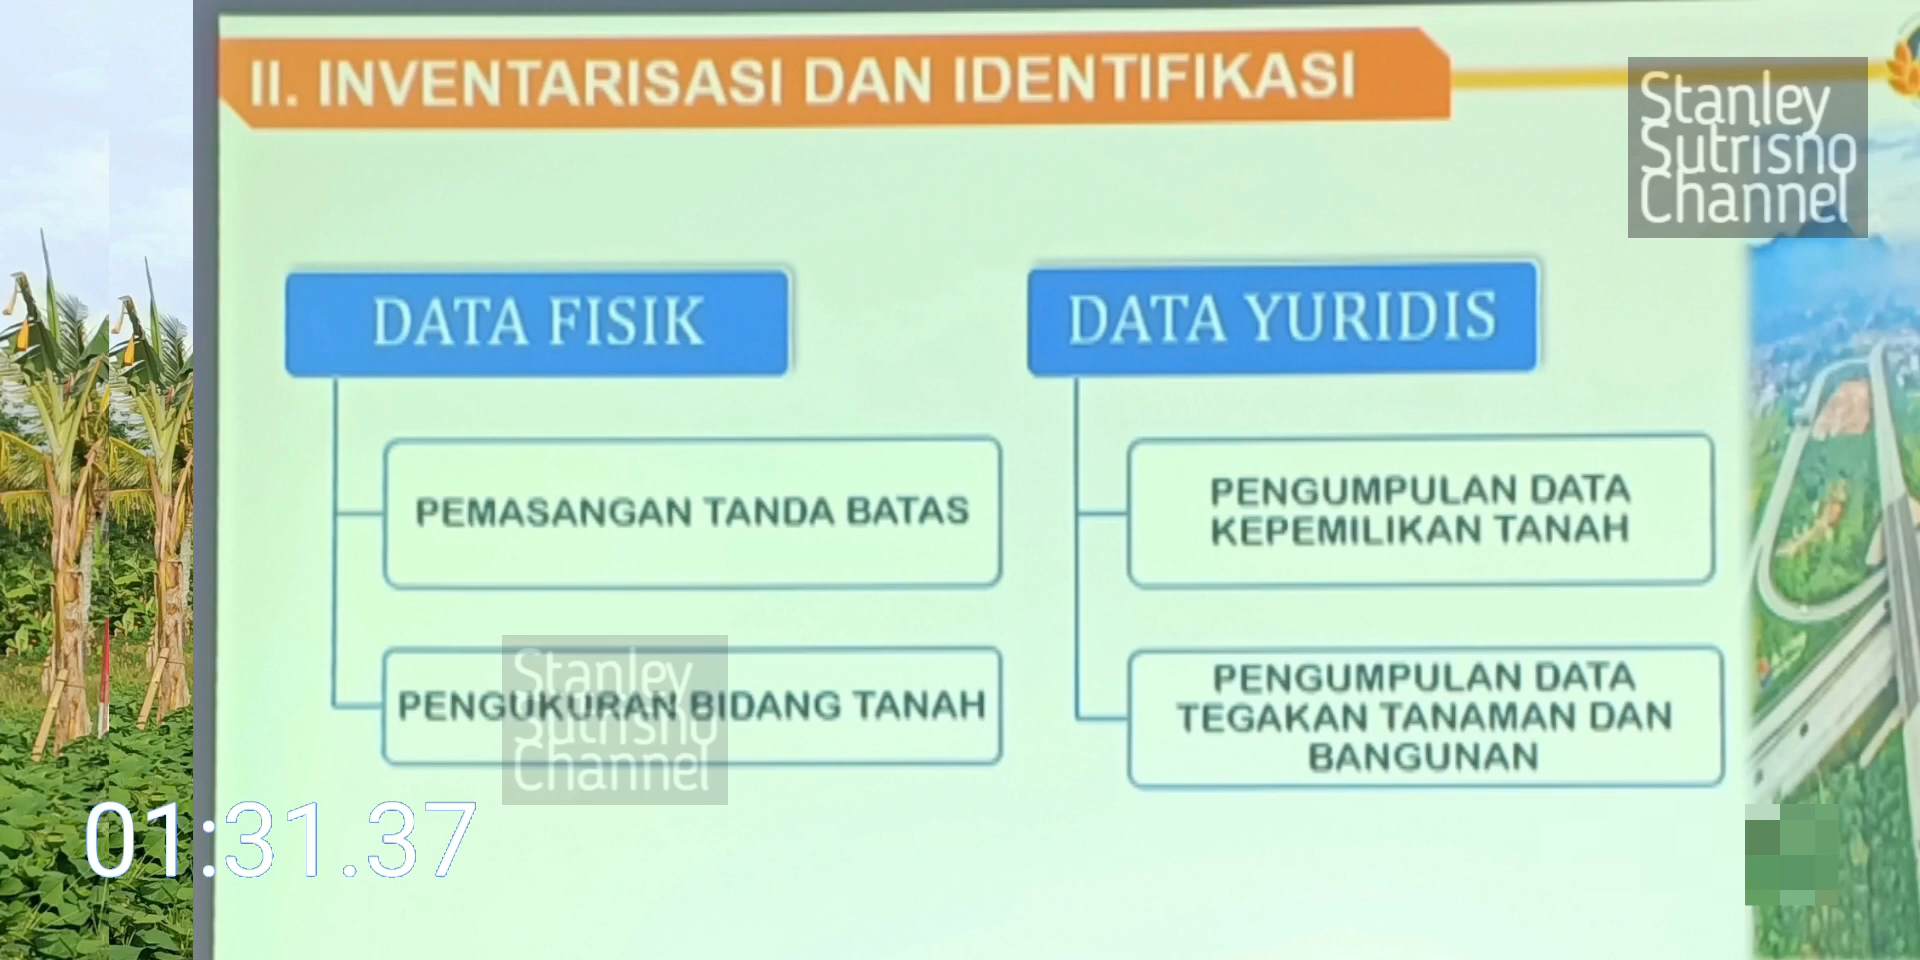 II. INVENTARISASI DAN IDENTIFIKASI
Stanley
Sutrisno
Channel
DATA FISIK
DATA YURIDIS
PEMASANGAN TANDA BATAS
PENGUMPULAN DATA
KEPEMILIKAN TANAH
PENGUKURAN BIDANG TANAH
Stanley
Sutrisno
Channel
PENGUMPULAN DATA
TEGAKAN TANAMAN DAN
BANGUNAN
01:31.37